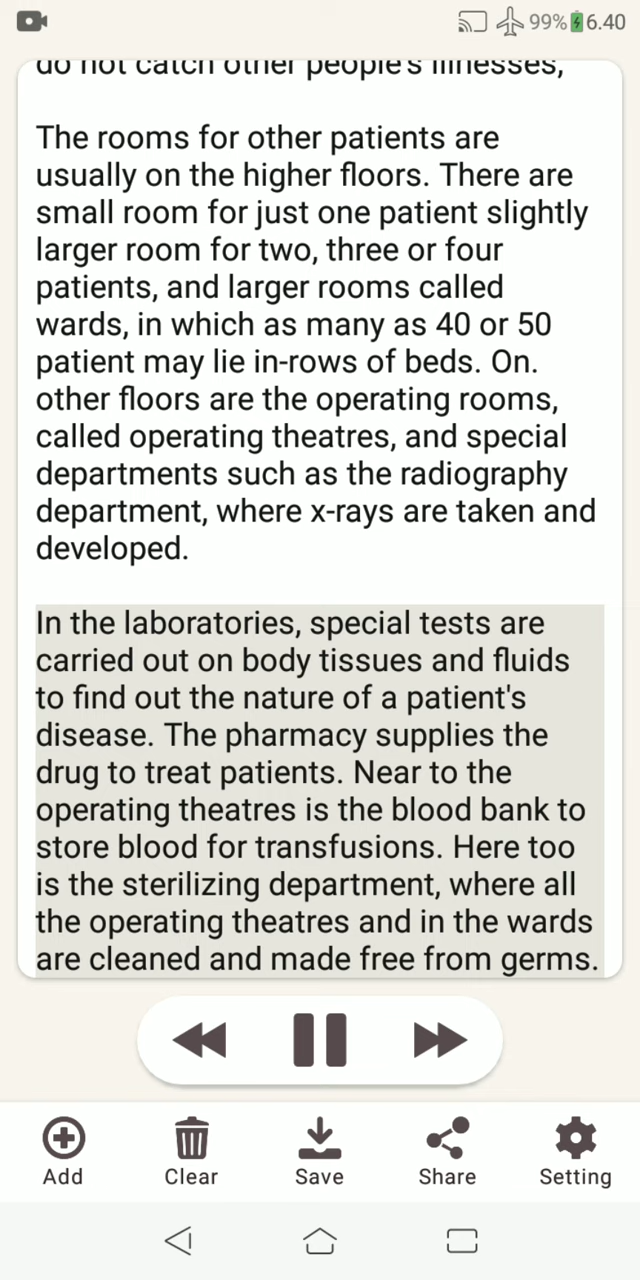 99% 6.40
do not catch other people's illnesses,
The rooms for other patients are
usually on the higher floors. There are
small room for just one patient slightly
larger room for two, three or four
patients, and larger rooms called
wards, in which as many as 40 or 50
patient may lie in-rows of beds. On.
other floors are the operating rooms,
called operating theatres, and special
departments such as the radiography
department, where x-rays are taken and
developed.
In the laboratories, special tests are
carried out on body tissues and fluids
to find out the nature of a patient's
disease. The pharmacy supplies the
drug to treat patients. Near to the
operating theatres is the blood bank to
store blood for transfusions. Here too
is the sterilizing department, where all
the operating theatres and in the wards
are cleaned and made free from germs.
Add Clear Save Share Setting